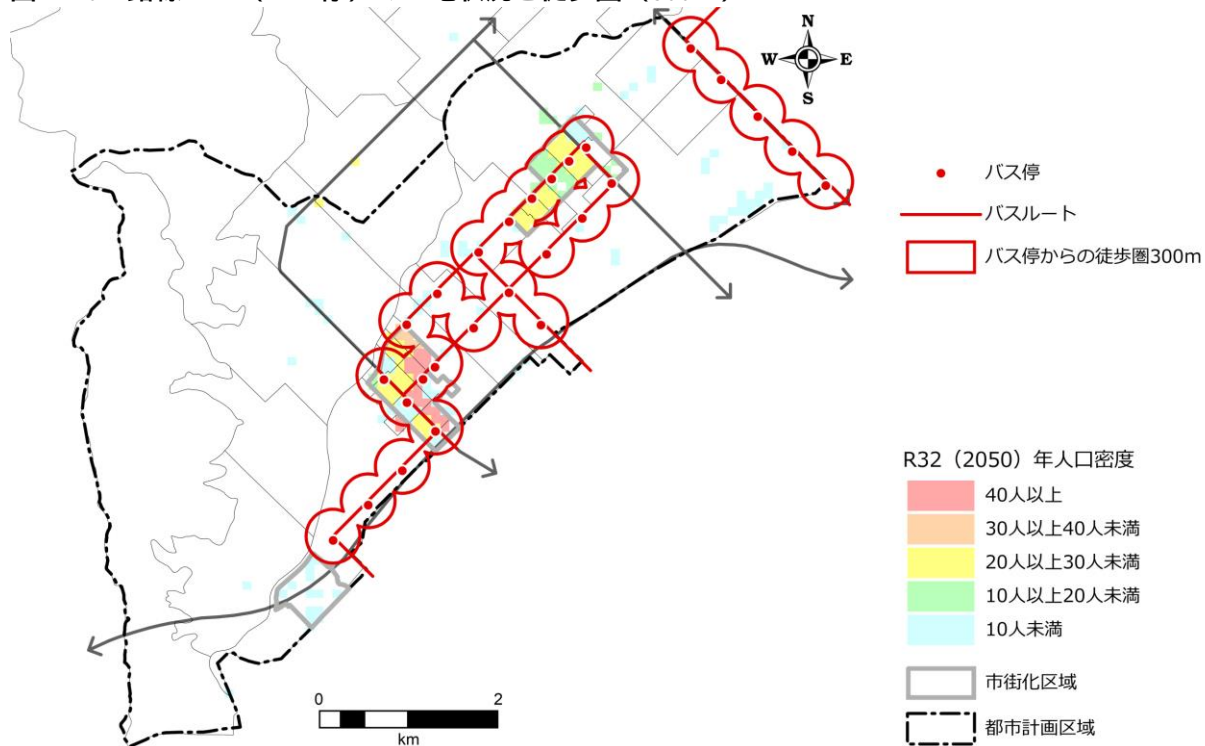 N
W E
S
バス停
バスルート
バス停からの徒歩圏300m
R32（2050）年人口密度
40人以上
30人以上40人未満
20人以上30人未満
10人以上20人未満
10人未満
市街化区域
都市計画区域
0 2
km